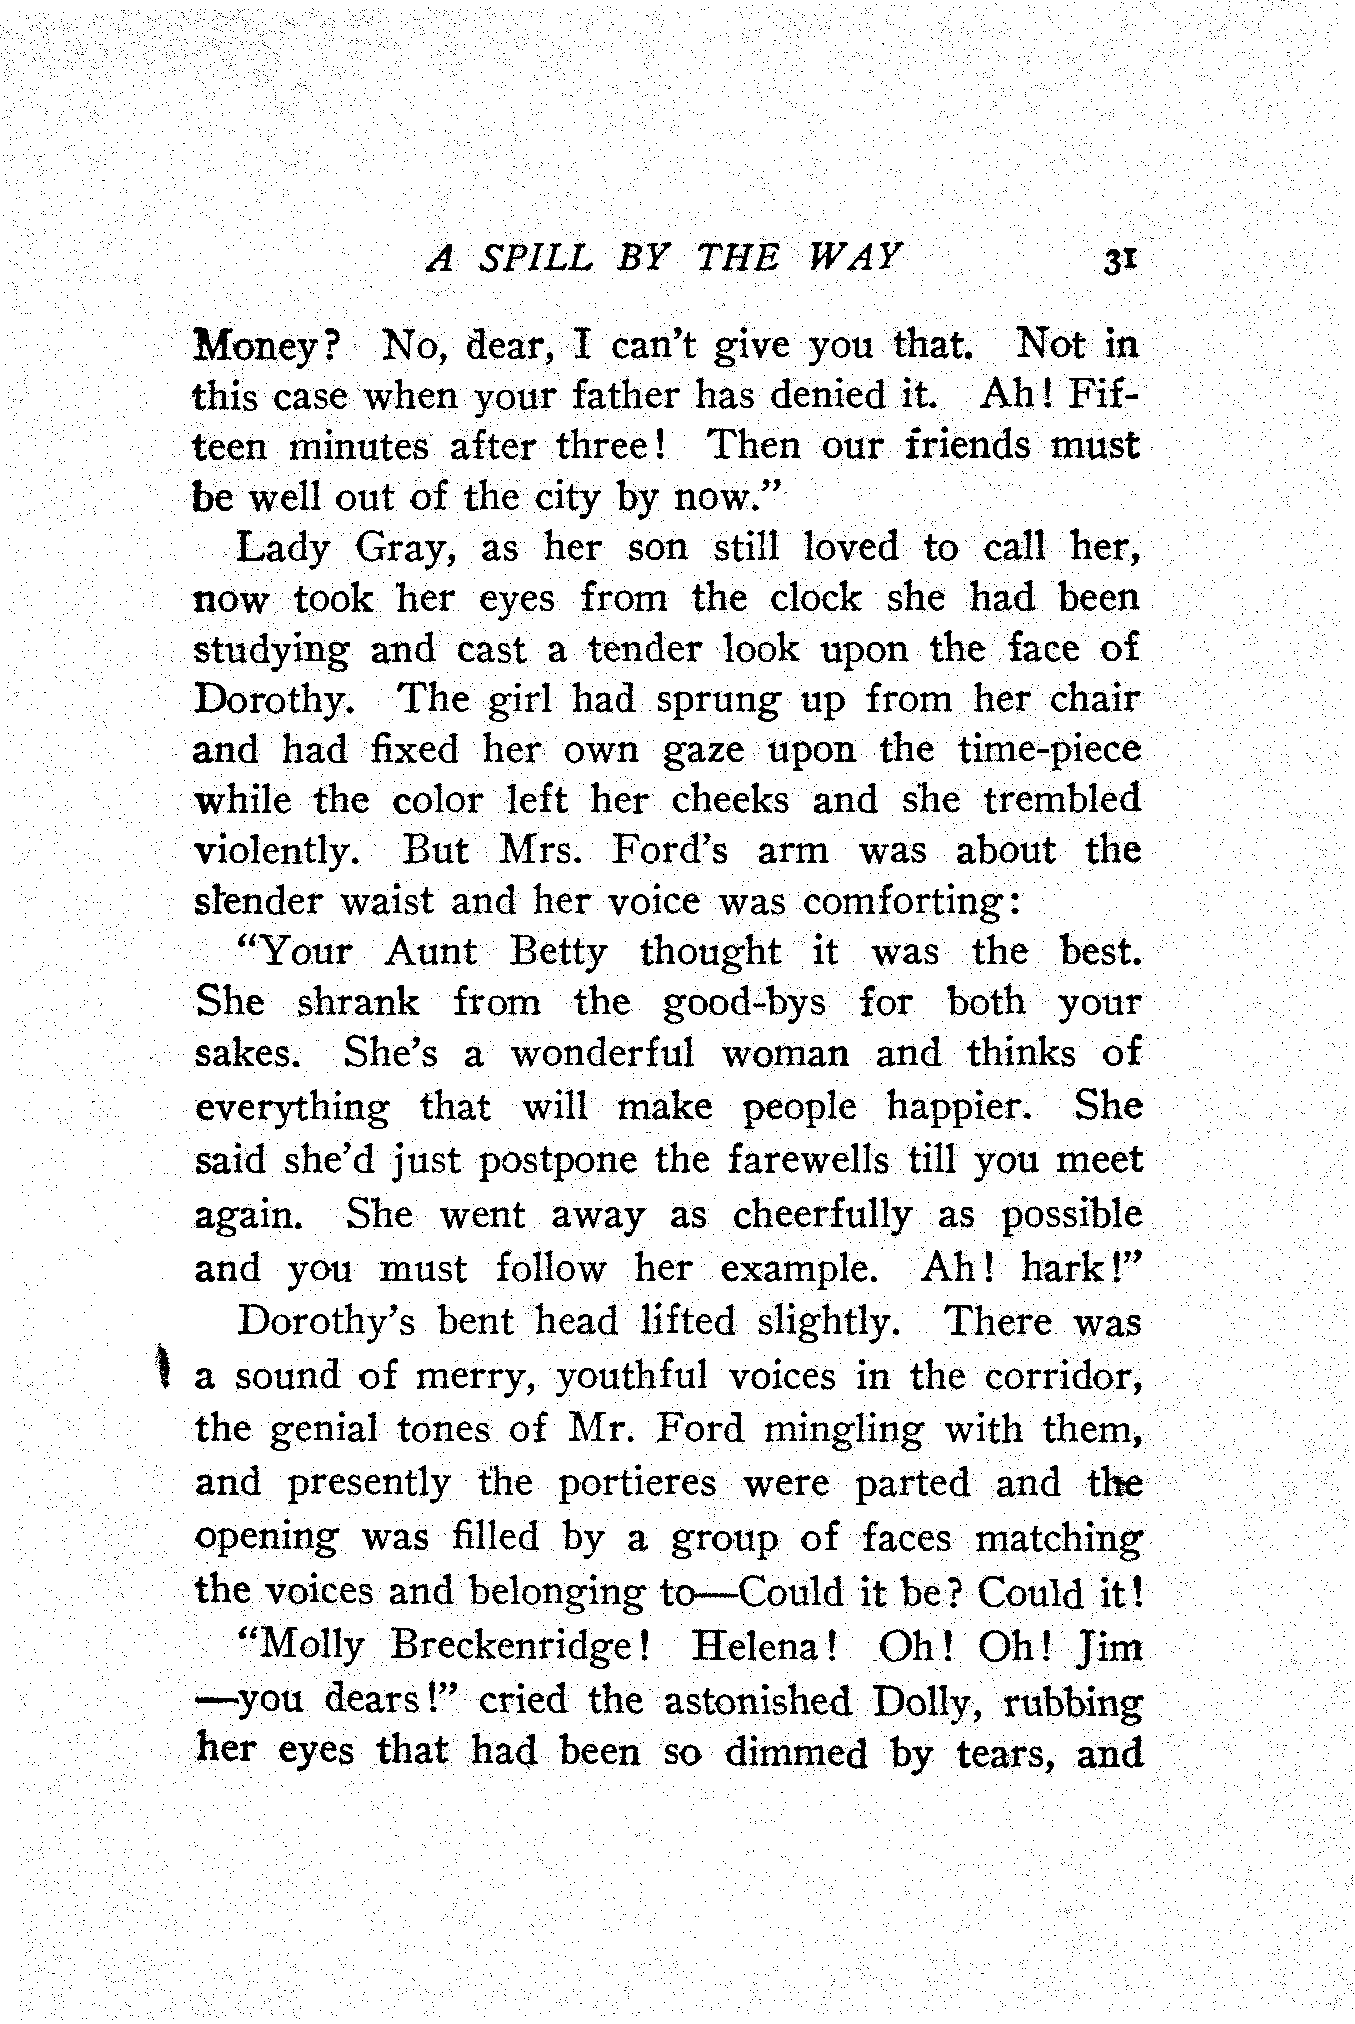 A SPILL BY THE WAY 31
Money? No, dear, I can't give you that. Not in
this case when your father has denied it. Ah! Fif-
teen minutes after three! Then our friends must
be well out of the city by now."
Lady Gray, as her son still loved to call her,
now took her eyes from the clock she had been
studying and cast a tender look upon the face of
Dorothy. The girl had sprung up from her chair
and had fixed her own gaze upon the time-piece
while the color left her cheeks and she trembled
violently. But Mrs. Ford's arm was about the
slender waist and her voice was comforting:
"Your Aunt Betty thought it was the best.
She shrank from the good-bys for both your
sakes. She's a wonderful woman and thinks of
everything that will make people happier. She
said she'd just postpone the farewells till you meet
again. She went away as cheerfully as possible
and you must follow her example. Ah! hark!"
Dorothy's bent head lifted slightly. There was
a sound of merry, youthful voices in the corridor,
the genial tones of Mr. Ford mingling with them,
and presently the portieres were parted and the
opening was filled by a group of faces matching
the voices and belonging to—Could it be? Could it!
"Molly Breckenridge! Helena! Oh! Oh! Jim
—you dears!" cried the astonished Dolly, rubbing
her eyes that had been so dimmed by tears, and